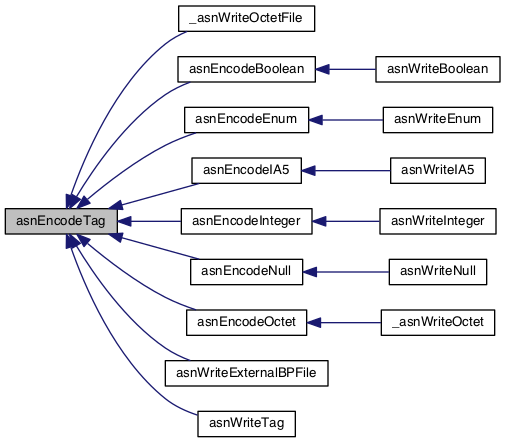 _asnWriteOctetFile
asnEncodeBoolean
asnWriteBoolean
asnEncodeEnum
asnWriteEnum
asnEncodeIA5
asnWriteIA5
asnEncodeTag
asnEncodeInteger
asnWriteInteger
asnEncodeNull
asnWriteNull
asnEncodeOctet
_asnWriteOctet
asnWriteExternalBPFile
asnWriteTag